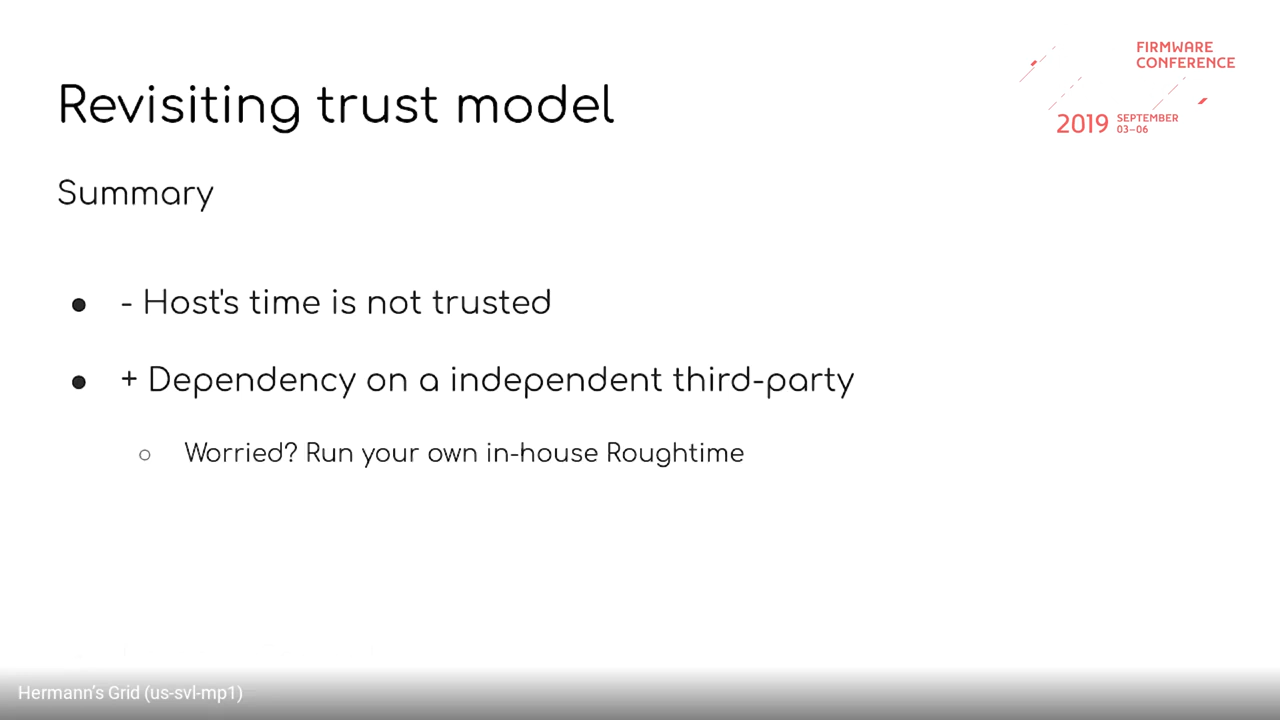 FIRMWARE
CONFERENCE
Revisiting trust model
2019 SEPTEMBER
03–06
Summary
- Host's time is not trusted
+ Dependency on a independent third-party
Worried? Run your own in-house Roughtime
Hermann's Grid (us-svl-mp1)